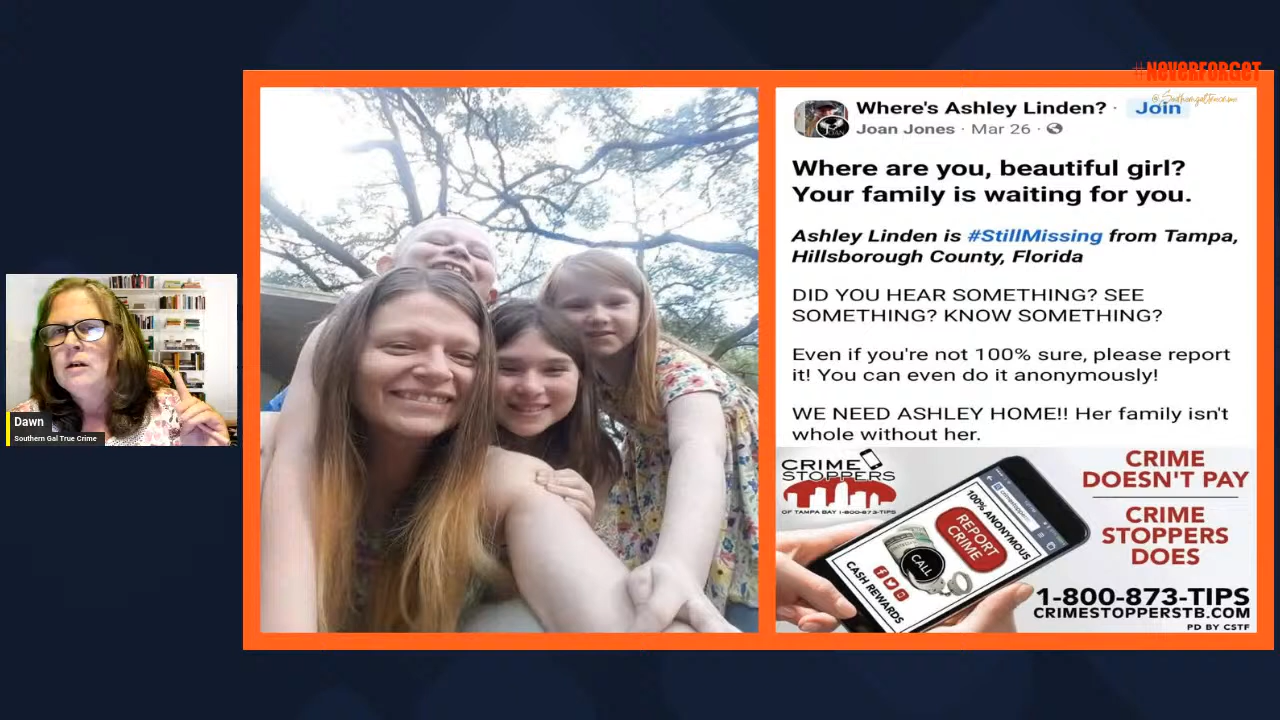 #NEVERFORGET
Where's Ashley Linden? ·
Join
Joan Jones · Mar 26 ·
Where are you, beautiful girl?
Your family is waiting for you.
Ashley Linden is #StillMissing from Tampa,
Hillsborough County, Florida
DID YOU HEAR SOMETHING? SEE
SOMETHING? KNOW SOMETHING?
Even if you're not 100% sure, please report
it! You can even do it anonymously!
WE NEED ASHLEY HOME!! Her family isn't
whole without her.
Dawn
Southern Gal True Crime
CRIME
STOPPERS
OF TAMPA BAY 1-800-873-TIPS
100% ANONYMOUS
REPORT
CRIME
CALL
CASH REWARDS
CRIME
DOESN'T PAY
CRIME
STOPPERS
DOES
1-800-873-TIPS
CRIMESTOPPERSTB.COM
PD BY CSTF